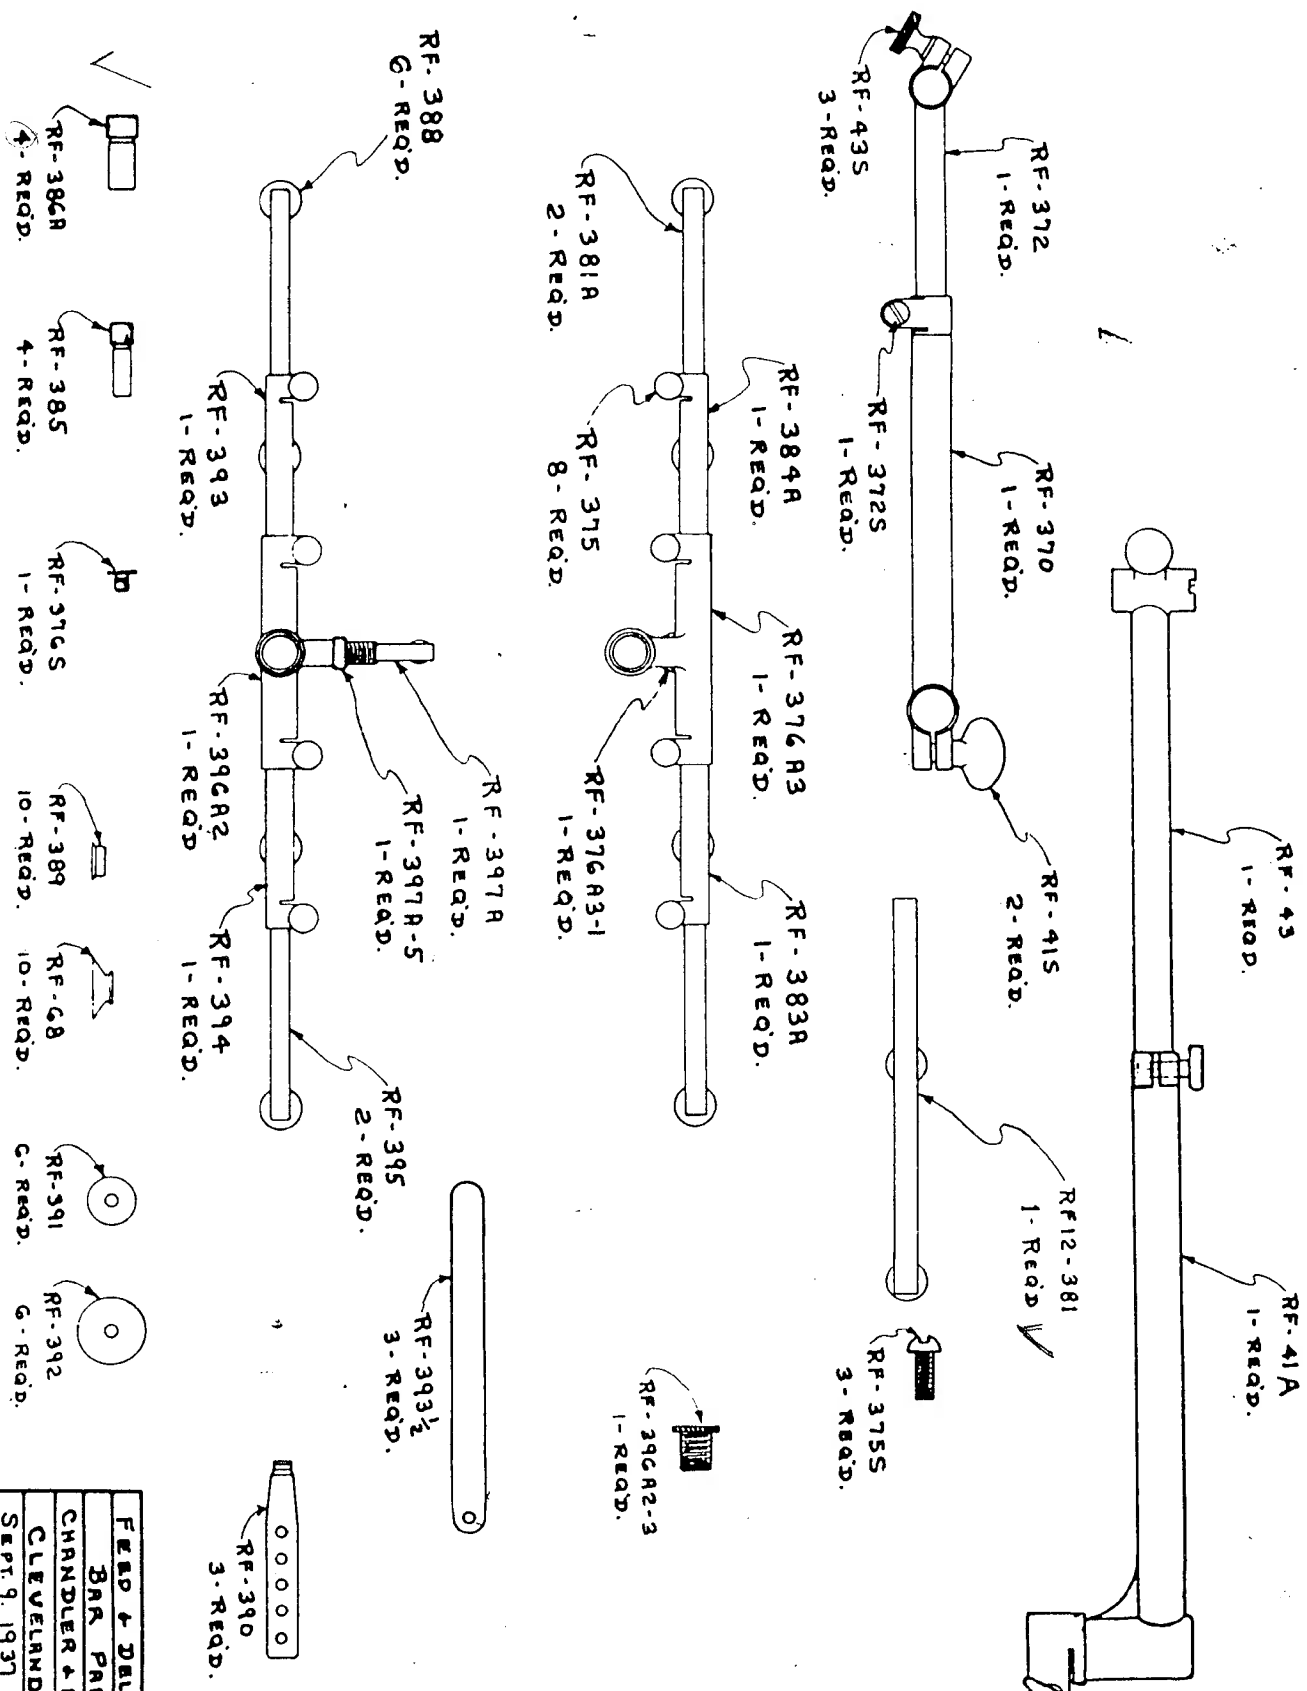 RF-43
1-REQD.
RF-41A
1-REQ'D.
RF-372
1-REQ'D.
RF-370
1-REQ'D.
RF-41S
2-REQ'D.
RF12-381
1-REQ'D
RF-43S
3-REQ'D.
RF-372S
1-REQ'D.
RF-375S
3-REQ'D.
RF-384A
1-REQ'D.
RF-376A3
1-REQ'D.
RF-383A
1-REQ'D.
RF-381A
2-REQ'D.
RF-375
8-REQ'D.
RF-376A3-1
1-REQ'D.
RF-396A2-3
1-REQ'D.
RF-388
6-REQ'D.
RF-397A
1-REQ'D.
RF-397A-5
1-REQ'D.
RF-395
2-REQ'D.
RF-393½
3-REQ'D.
RF-393
1-REQ'D.
RF-396A2
1-REQ'D
RF-394
1-REQ'D.
RF-390
3-REQ'D.
RF-386A
4-REQ'D.
RF-385
4-REQ'D.
RF-376S
1-REQ'D.
RF-389
10-REQ'D.
RF-68
10-REQ'D.
RF-391
6-REQ'D.
RF-392
6-REQ'D.
FEED & DEL
BAR PA
CHANDLER &
CLEVELAND
SEPT. 9, 1937